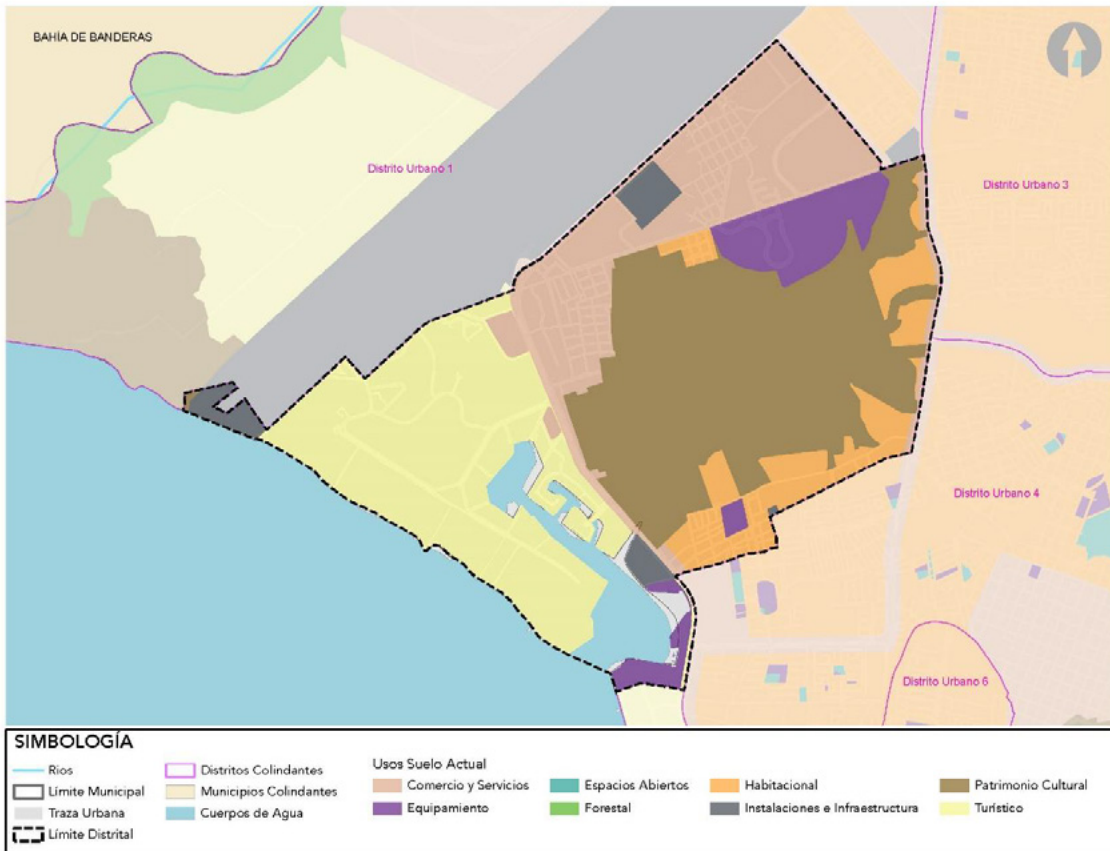 BAHÍA DE BANDERAS
Distrito Urbano 1
Distrito Urbano 3
Distrito Urbano 4
Distrito Urbano 6
SIMBOLOGÍA
Rios
Límite Municipal
Traza Urbana
Límite Distrital
Distritos Colindantes
Municipios Colindantes
Cuerpos de Agua
Usos Suelo Actual
Comercio y Servicios
Equipamiento
Espacios Abiertos
Forestal
Habitacional
Instalaciones e Infraestructura
Patrimonio Cultural
Turístico